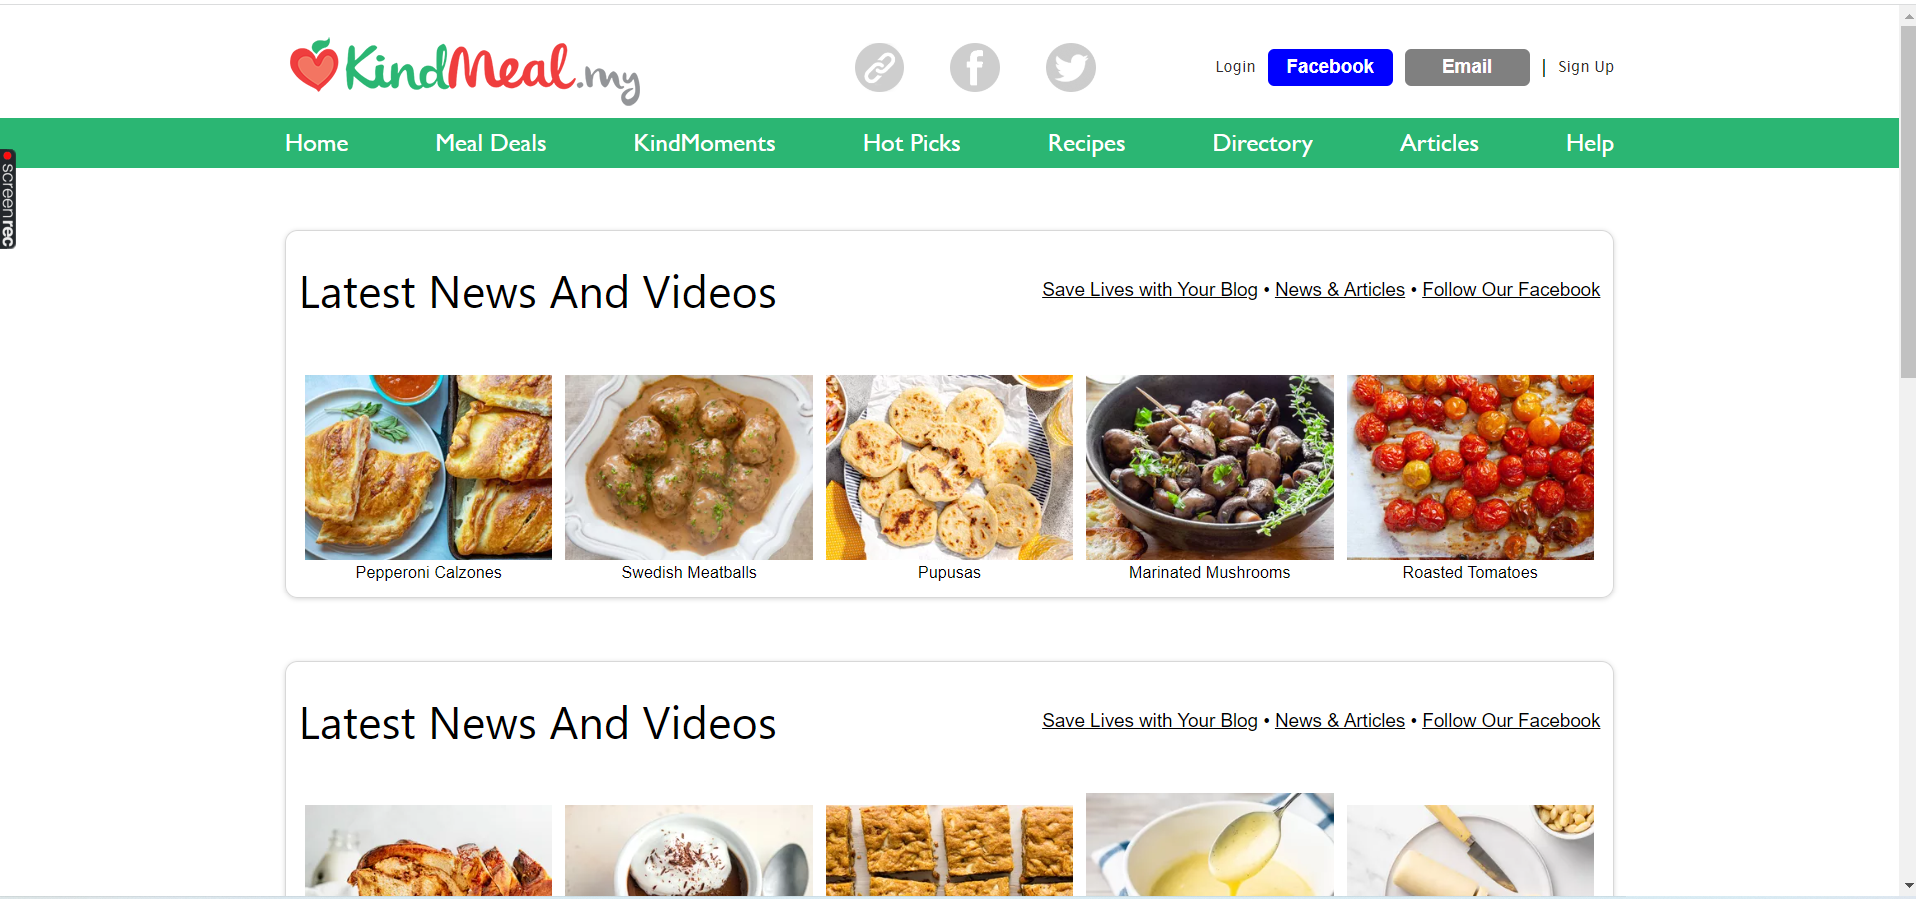 KindMeal.my
Login Facebook Email | Sign Up
Home Meal Deals KindMoments Hot Picks Recipes Directory Articles Help
screenrec
Latest News And Videos
Save Lives with Your Blog • News & Articles • Follow Our Facebook
Pepperoni Calzones Swedish Meatballs Pupusas Marinated Mushrooms Roasted Tomatoes
Latest News And Videos
Save Lives with Your Blog • News & Articles • Follow Our Facebook